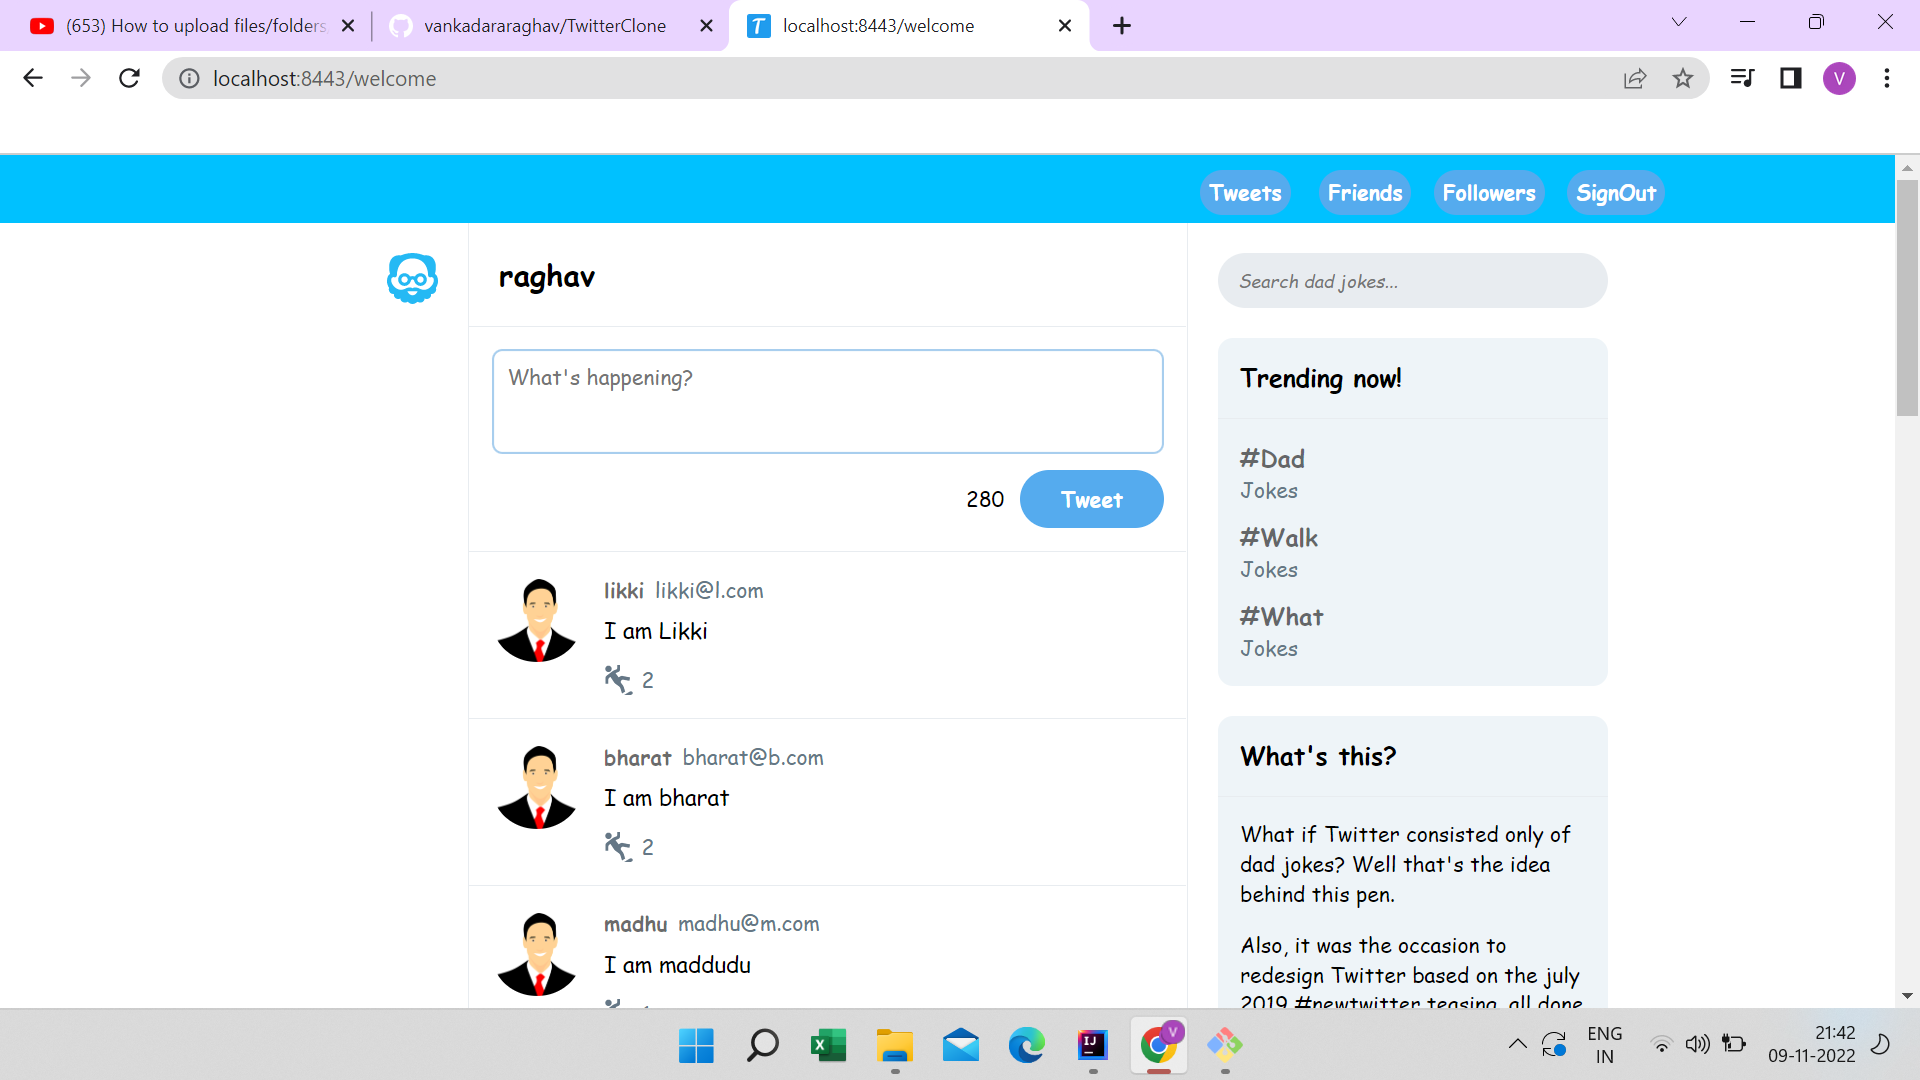 (653) How to upload files/folders
vankadararaghav/TwitterClone
T
localhost:8443/welcome
localhost:8443/welcome
V
Tweets
Friends
Followers
SignOut
raghav
Search dad jokes...
What's happening?
280
Tweet
Trending now!
#Dad
Jokes
#Walk
Jokes
#What
Jokes
likki likki@l.com
I am Likki
2
bharat bharat@b.com
I am bharat
2
madhu madhu@m.com
I am maddudu
What's this?
What if Twitter consisted only of
dad jokes? Well that's the idea
behind this pen.
Also, it was the occasion to
redesign Twitter based on the july
2019 #newtwitter teasing, all done
X
IJ
V
ENG
IN
21:42
09-11-2022